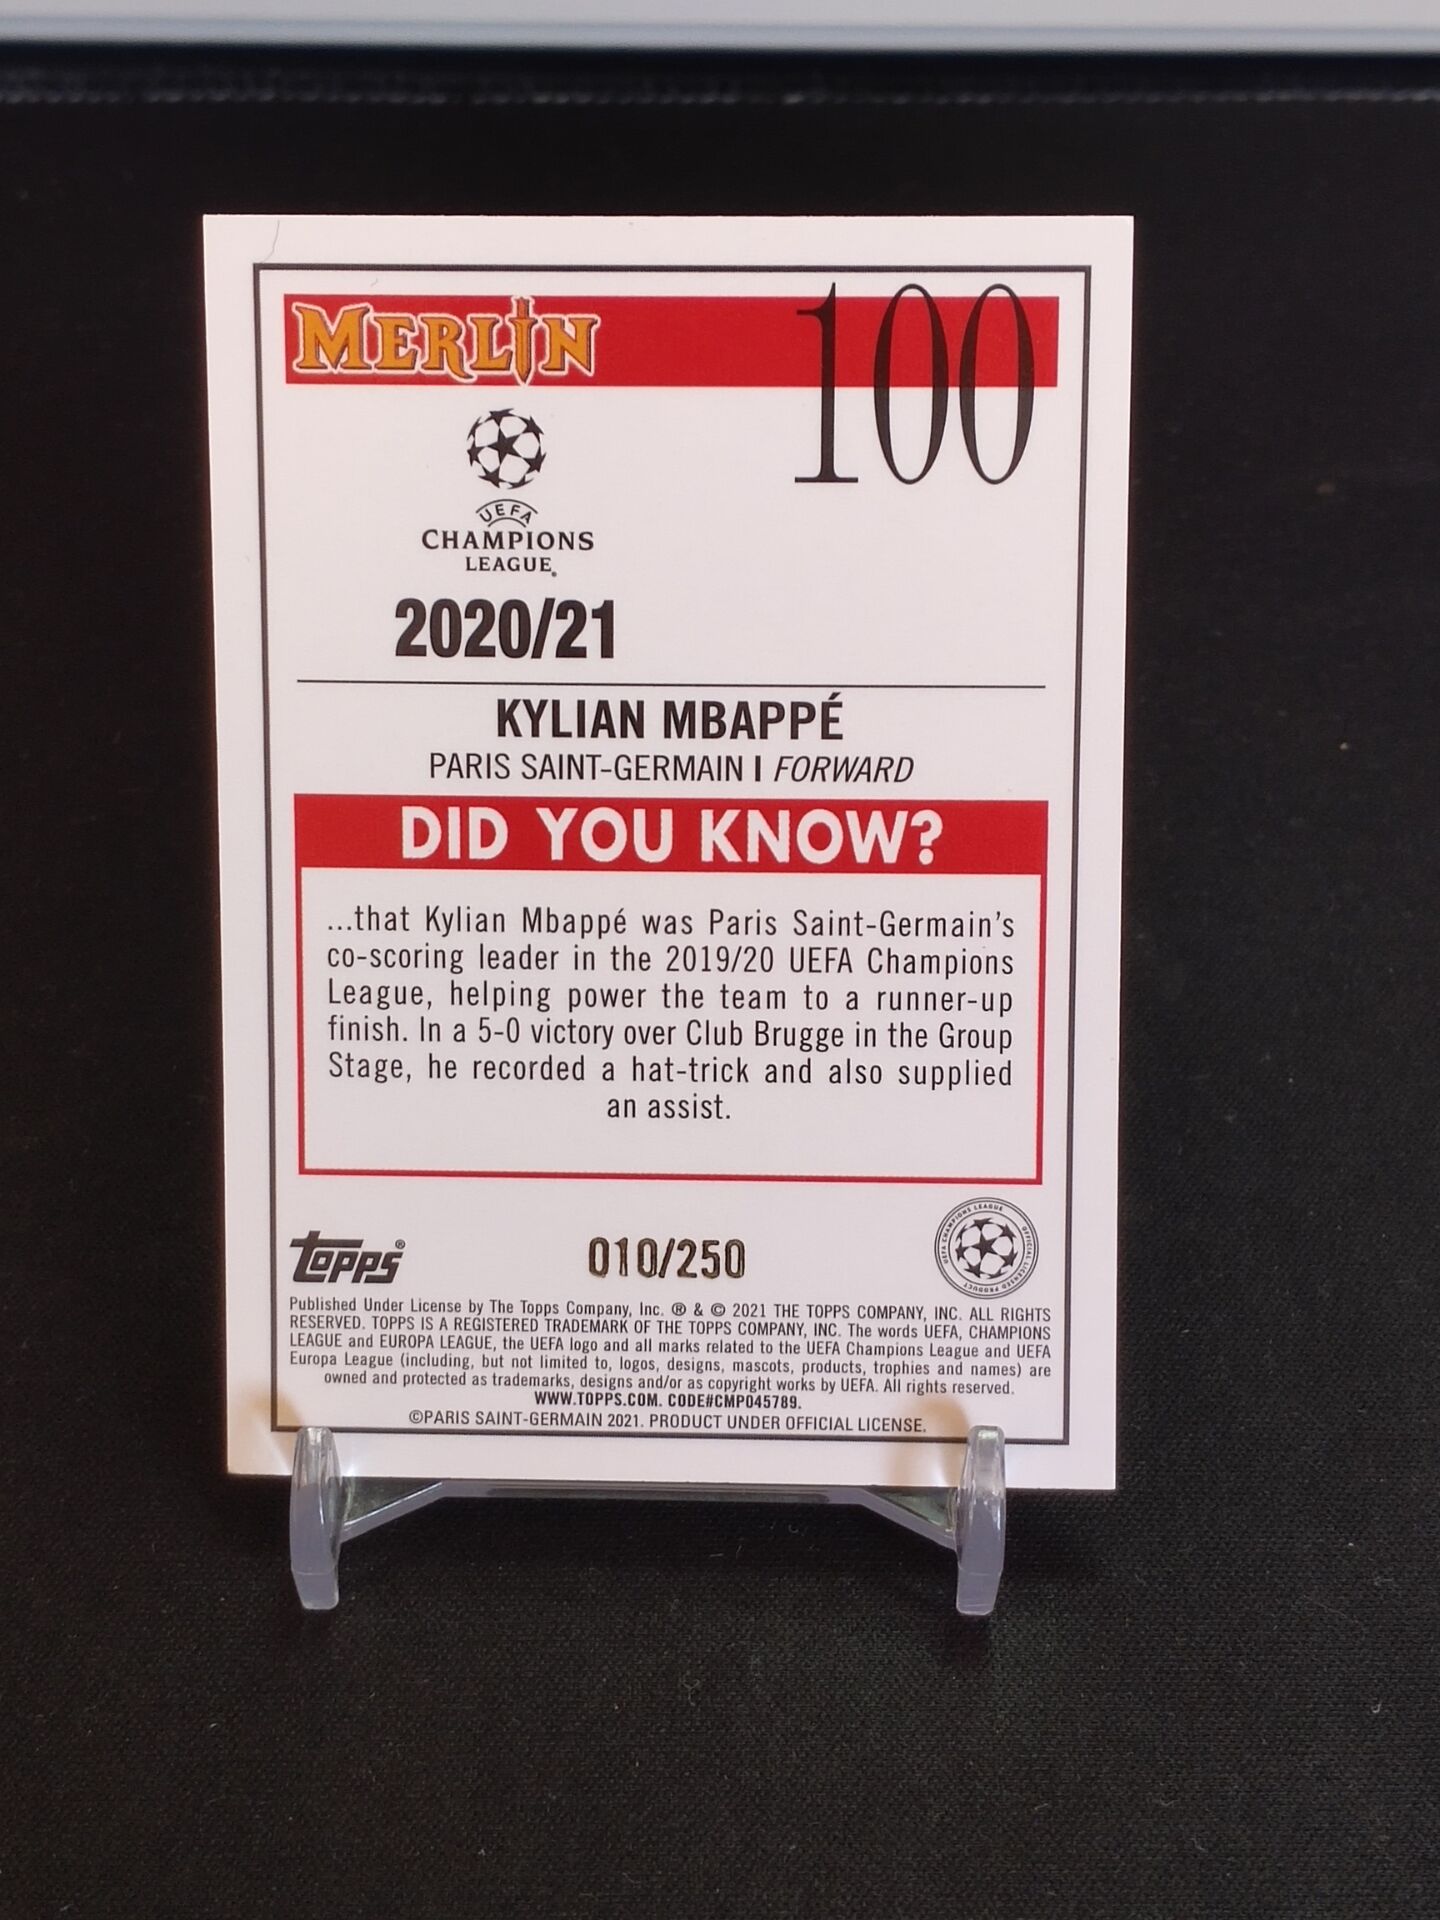 MERLIN
100
UEFA
CHAMPIONS
LEAGUE.
2020/21
KYLIAN MBAPPÉ
PARIS SAINT-GERMAIN | FORWARD
DID YOU KNOW?
...that Kylian Mbappé was Paris Saint-Germain's
co-scoring leader in the 2019/20 UEFA Champions
League, helping power the team to a runner-up
finish. In a 5-0 victory over Club Brugge in the Group
Stage, he recorded a hat-trick and also supplied
an assist.
Topps®
010/250
UEFA CHAMPIONS LEAGUE OFFICIAL LICENSED PRODUCT
Published Under License by The Topps Company, Inc. ® & © 2021 THE TOPPS COMPANY, INC. ALL RIGHTS
RESERVED. TOPPS IS A REGISTERED TRADEMARK OF THE TOPPS COMPANY, INC. The words UEFA, CHAMPIONS
LEAGUE and EUROPA LEAGUE, the UEFA logo and all marks related to the UEFA Champions League and UEFA
Europa League (including, but not limited to, logos, designs, mascots, products, trophies and names) are
owned and protected as trademarks, designs and/or as copyright works by UEFA. All rights reserved.
WWW.TOPPS.COM. CODE#CMP045789.
©PARIS SAINT-GERMAIN 2021. PRODUCT UNDER OFFICIAL LICENSE.